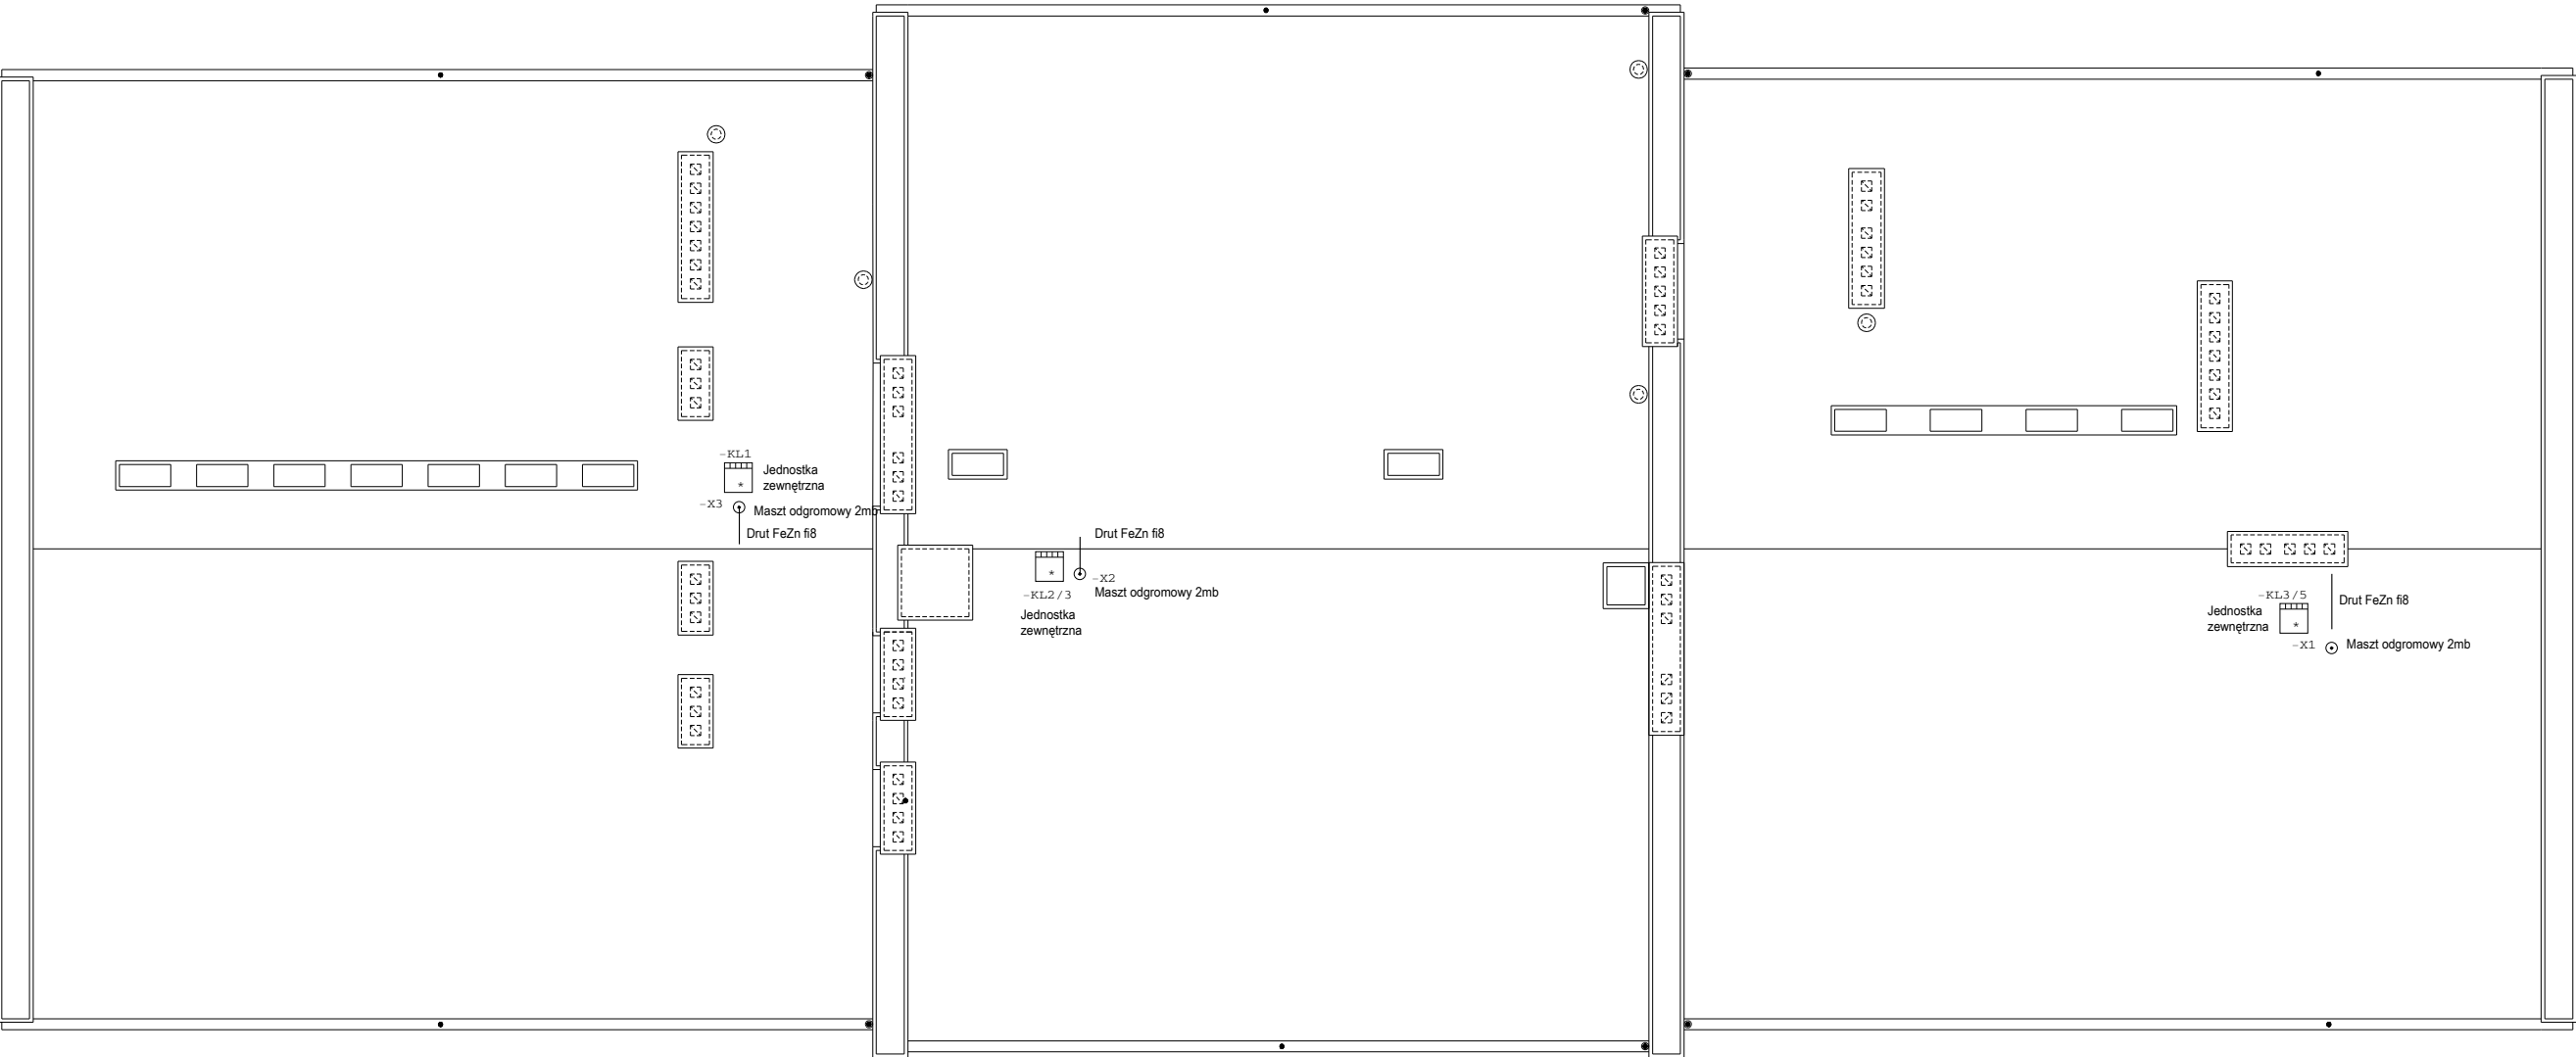 -KL1
Jednostka
zewnętrzna
-X3
Maszt odgromowy 2mb
Drut FeZn fi8
Drut FeZn fi8
-X2
Maszt odgromowy 2mb
-KL2/3
Jednostka
zewnętrzna
-KL3/5
Jednostka
zewnętrzna
Drut FeZn fi8
-X1
Maszt odgromowy 2mb